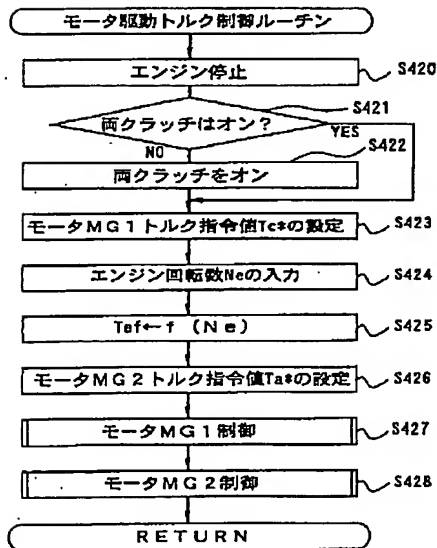 モータ駆動トルク制御ルーチン
エンジン停止 S420
両クラッチはオン？ S421
YES
NO S422
両クラッチをオン
モータMG1トルク指令値Tc*の設定 S423
エンジン回転数Neの入力 S424
Tef←f (Ne) S425
モータMG2トルク指令値Ta*の設定 S426
モータMG1制御 S427
モータMG2制御 S428
RETURN